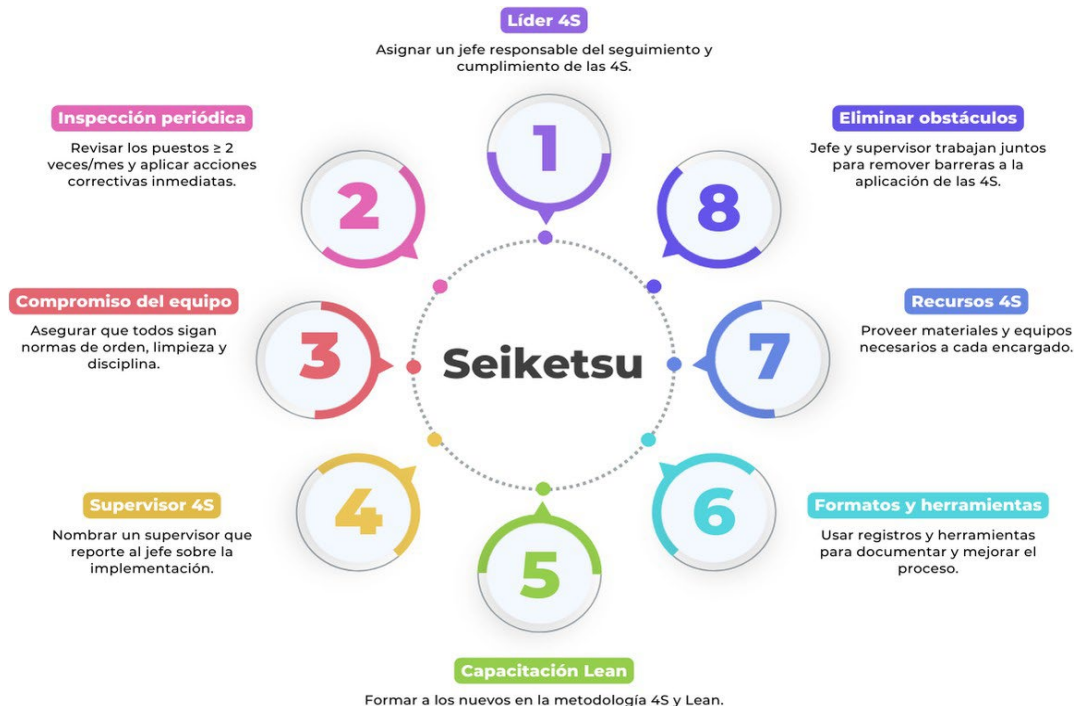 Líder 4S
Asignar un jefe responsable del seguimiento y
cumplimiento de las 4S.
1
Inspección periódica
Revisar los puestos ≥ 2
veces/mes y aplicar acciones
correctivas inmediatas.
2
Compromiso del equipo
Asegurar que todos sigan
normas de orden, limpieza y
disciplina.
3
Supervisor 4S
Nombrar un supervisor que
reporte al jefe sobre la
implementación.
4
5
Capacitación Lean
Formar a los nuevos en la metodología 4S y Lean.
6
Formatos y herramientas
Usar registros y herramientas
para documentar y mejorar el
proceso.
7
Recursos 4S
Proveer materiales y equipos
necesarios a cada encargado.
8
Eliminar obstáculos
Jefe y supervisor trabajan juntos
para remover barreras a la
aplicación de las 4S.
Seiketsu